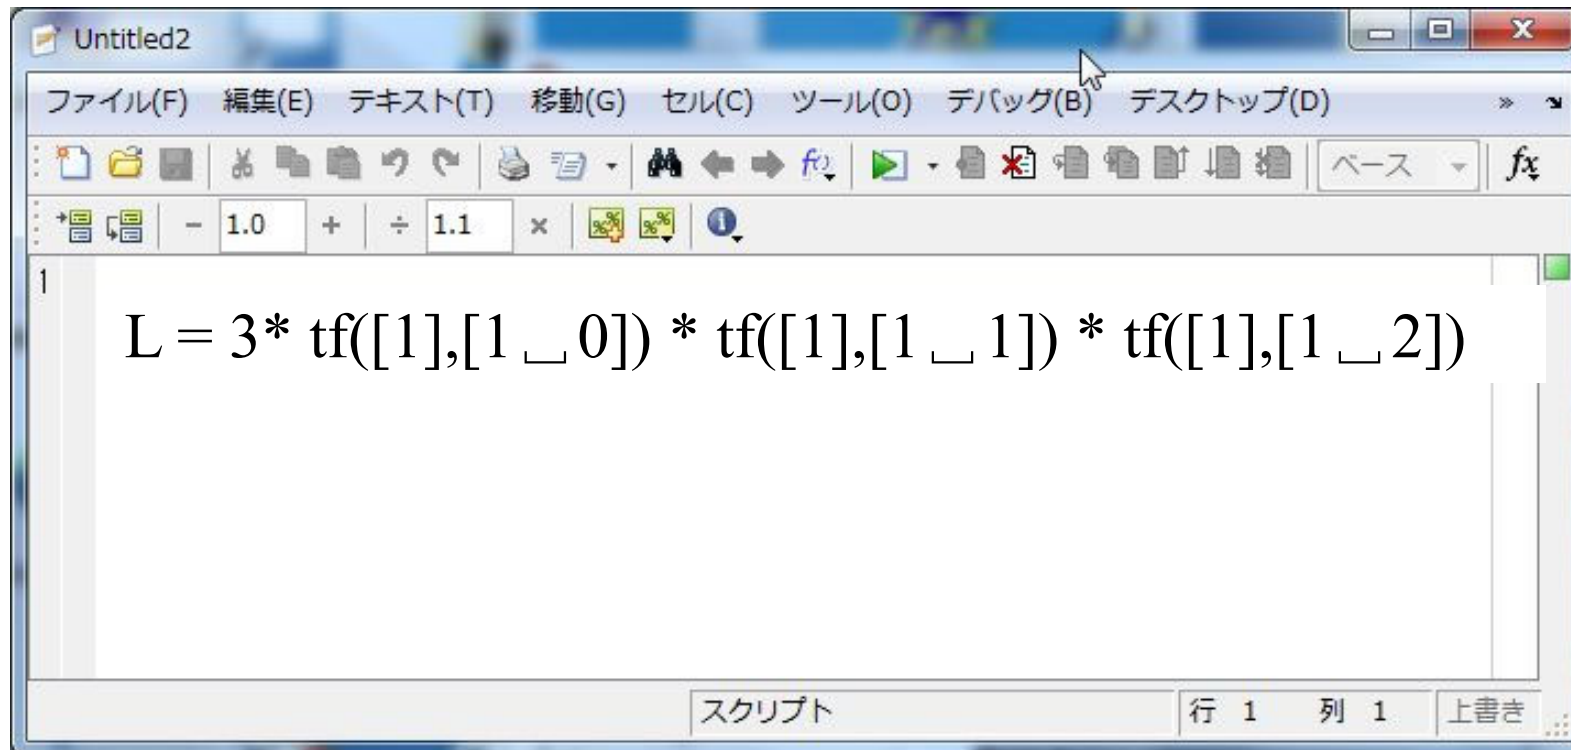 Untitled2
ファイル(F) 編集(E) テキスト(T) 移動(G) セル(C) ツール(O) デバッグ(B) デスクトップ(D) »
ベース fx
− 1.0 + ÷ 1.1 ×
1
L = 3* tf([1],[1 ⎵ 0]) * tf([1],[1 ⎵ 1]) * tf([1],[1 ⎵ 2])
スクリプト 行 1 列 1 上書き